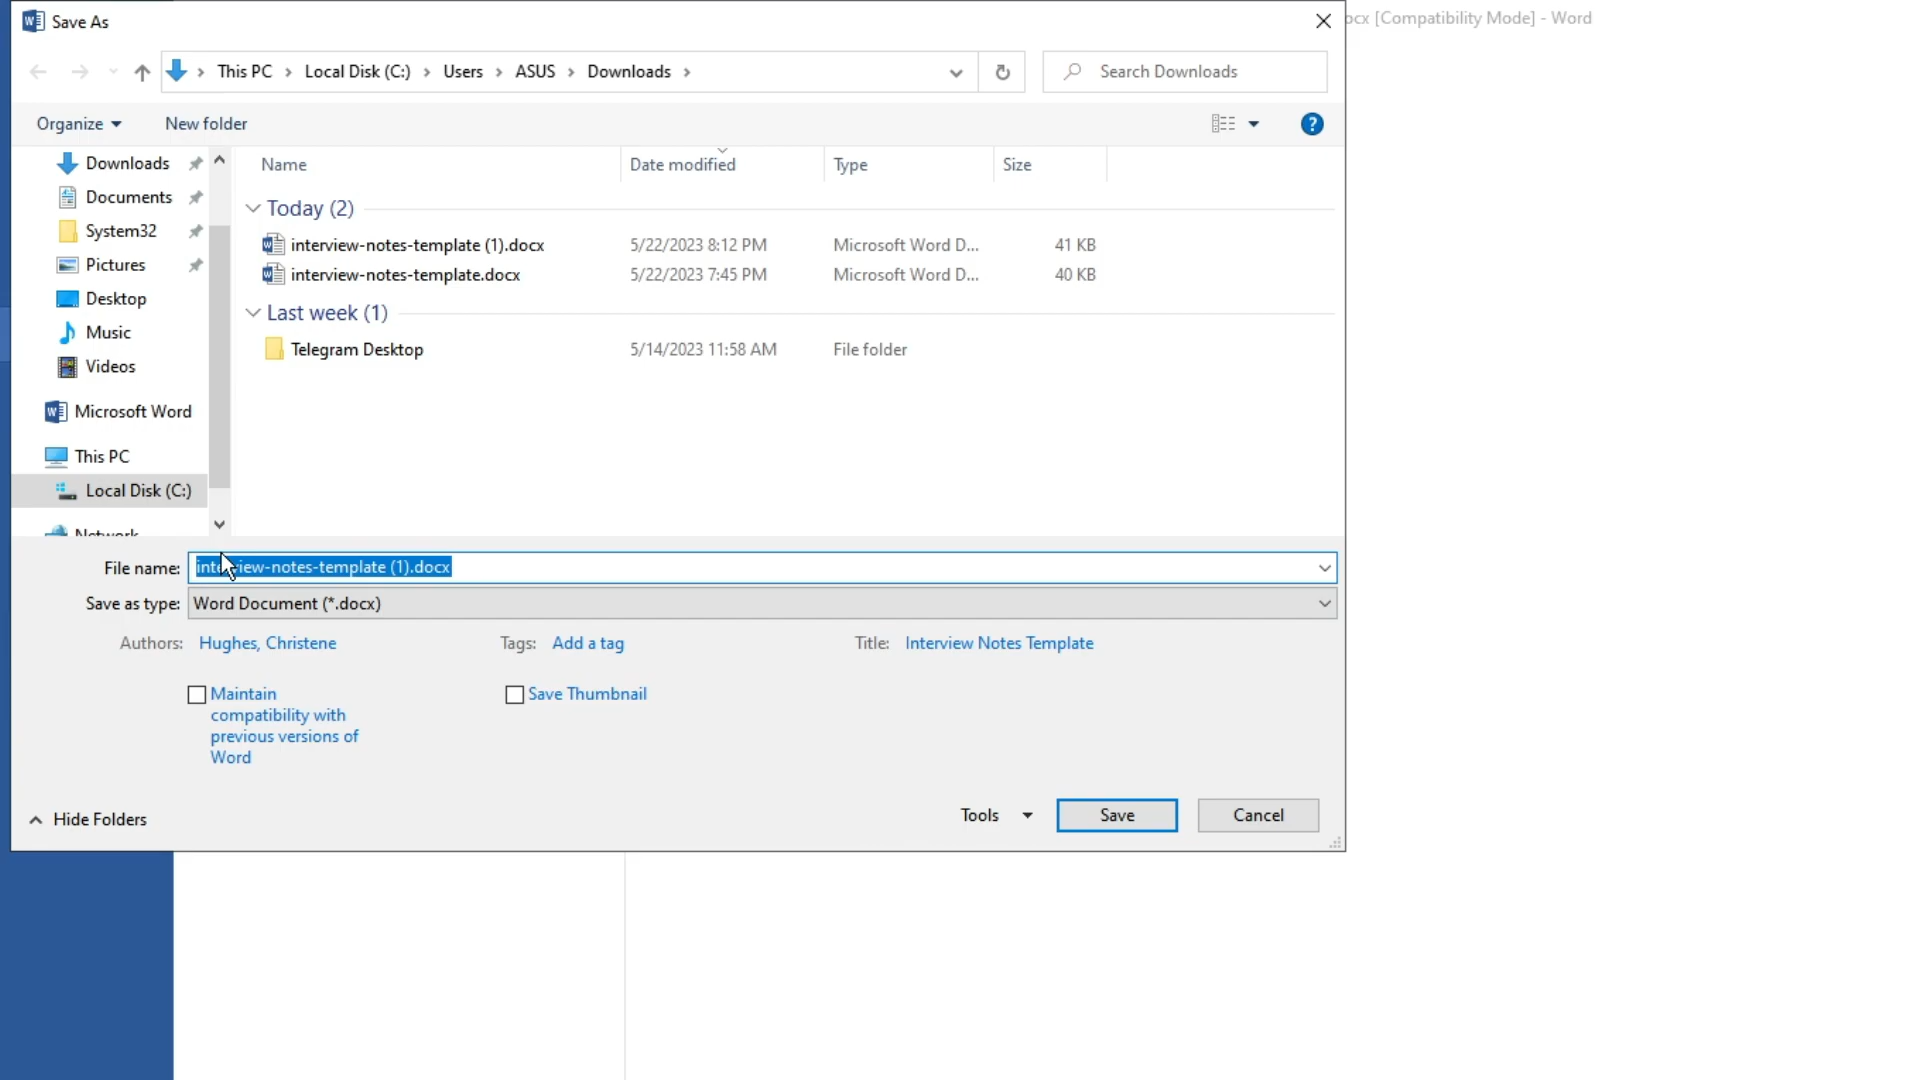 Save As
ocx [Compatibility Mode] - Word
This PC > Local Disk (C:) > Users > ASUS > Downloads >
Search Downloads
Organize
New folder
Downloads
Documents
System32
Pictures
Desktop
Music
Videos
Microsoft Word
This PC
Local Disk (C:)
Network
Name Date modified Type Size
Today (2)
interview-notes-template (1).docx 5/22/2023 8:12 PM Microsoft Word D... 41 KB
interview-notes-template.docx 5/22/2023 7:45 PM Microsoft Word D... 40 KB
Last week (1)
Telegram Desktop 5/14/2023 11:58 AM File folder
File name: interview-notes-template (1).docx
Save as type: Word Document (*.docx)
Authors: Hughes, Christene Tags: Add a tag Title: Interview Notes Template
Maintain
compatibility with
previous versions of
Word
Save Thumbnail
Hide Folders
Tools
Save
Cancel